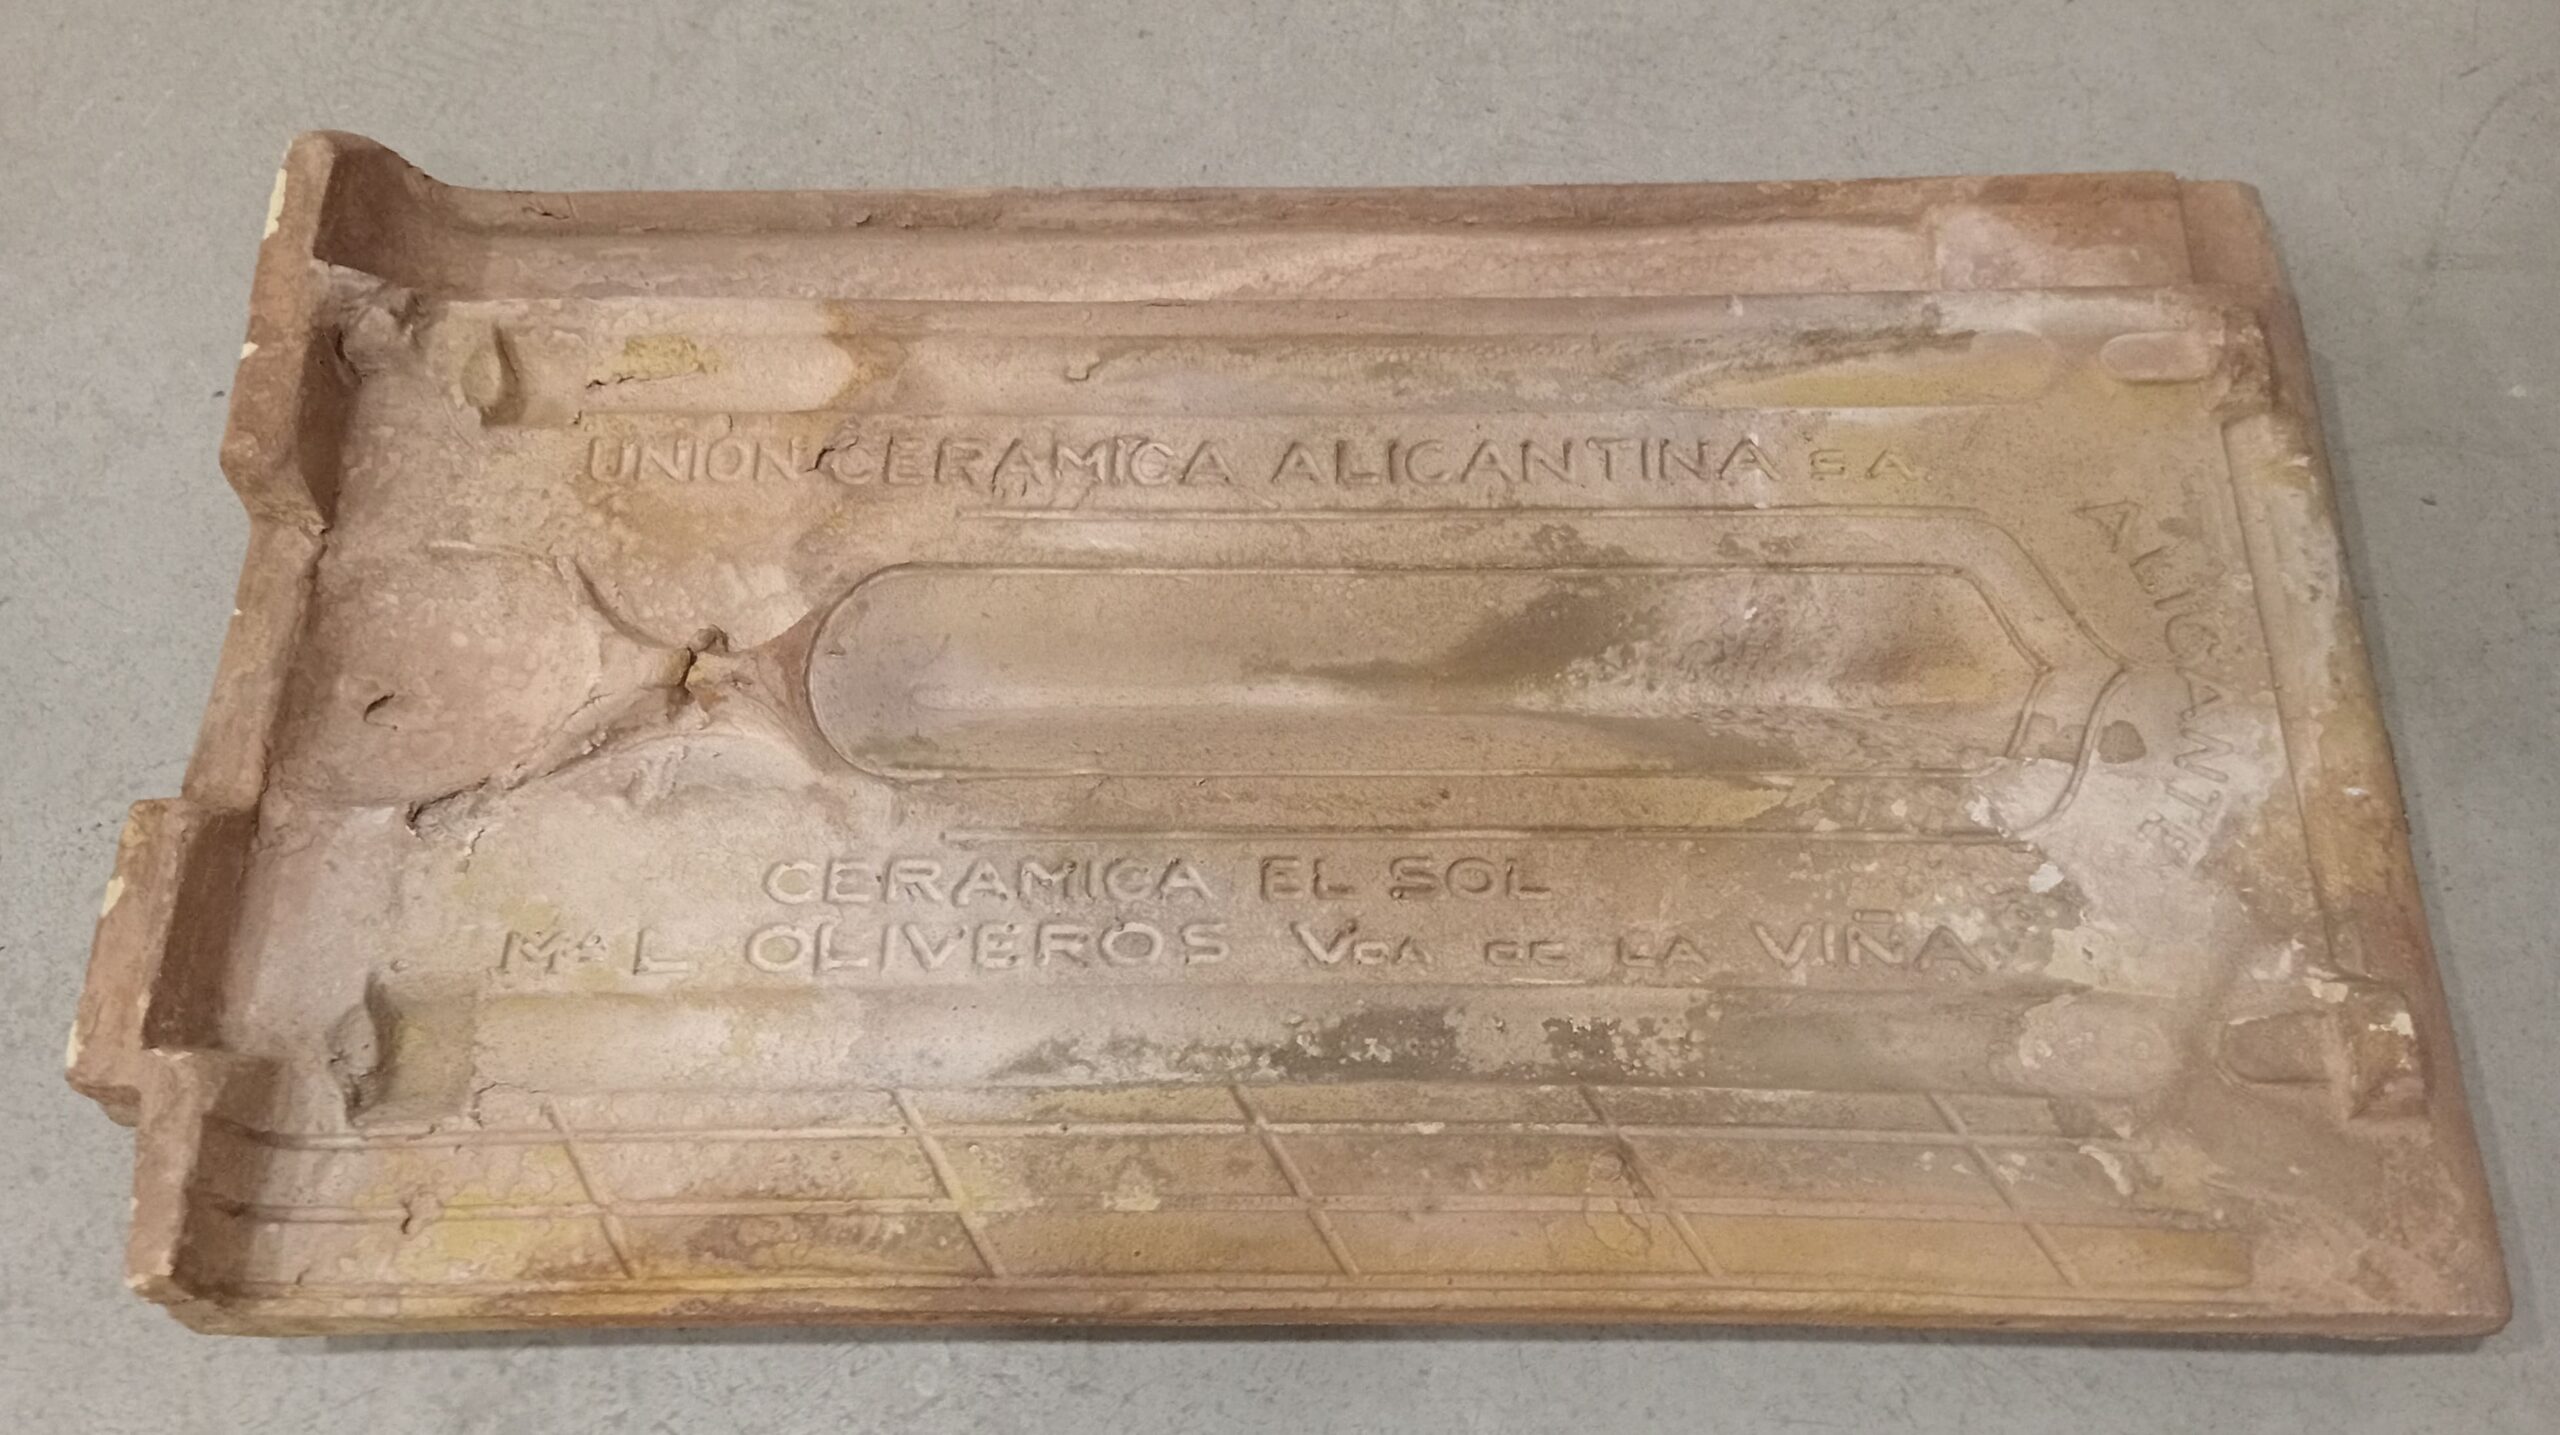 UNION CERAMICA ALICANTINA S.A.
ALICANTE
CERAMICA EL SOL
Mª L OLIVEROS VDA DE LA VIÑA